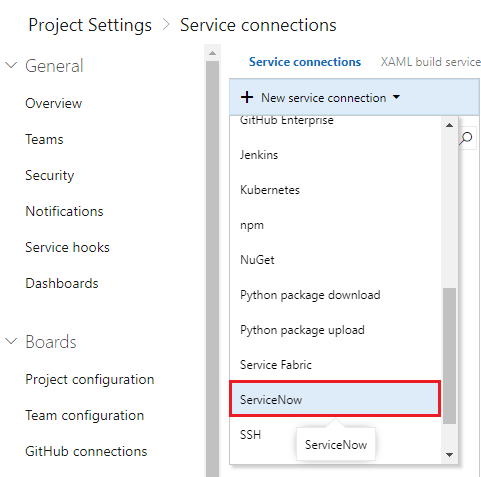 Project Settings > Service connections
General
Overview
Teams
Security
Notifications
Service hooks
Dashboards
Boards
Project configuration
Team configuration
GitHub connections
Service connections XAML build service
+ New service connection
GitHub Enterprise
Jenkins
Kubernetes
npm
NuGet
Python package download
Python package upload
Service Fabric
ServiceNow
SSH
ServiceNow